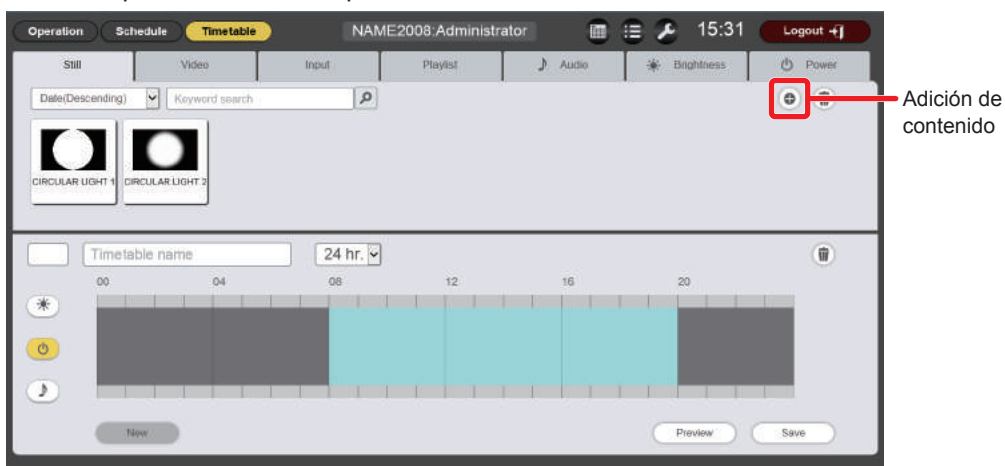 Operation Schedule Timetable NAME2008:Administrator 15:31 Logout
Still Video Input Playlist Audio Brightness Power
Date(Descending) Keyword search
Adición de
contenido
CIRCULAR LIGHT 1 CIRCULAR LIGHT 2
Timetable name 24 hr.
00 04 08 12 16 20
New Preview Save